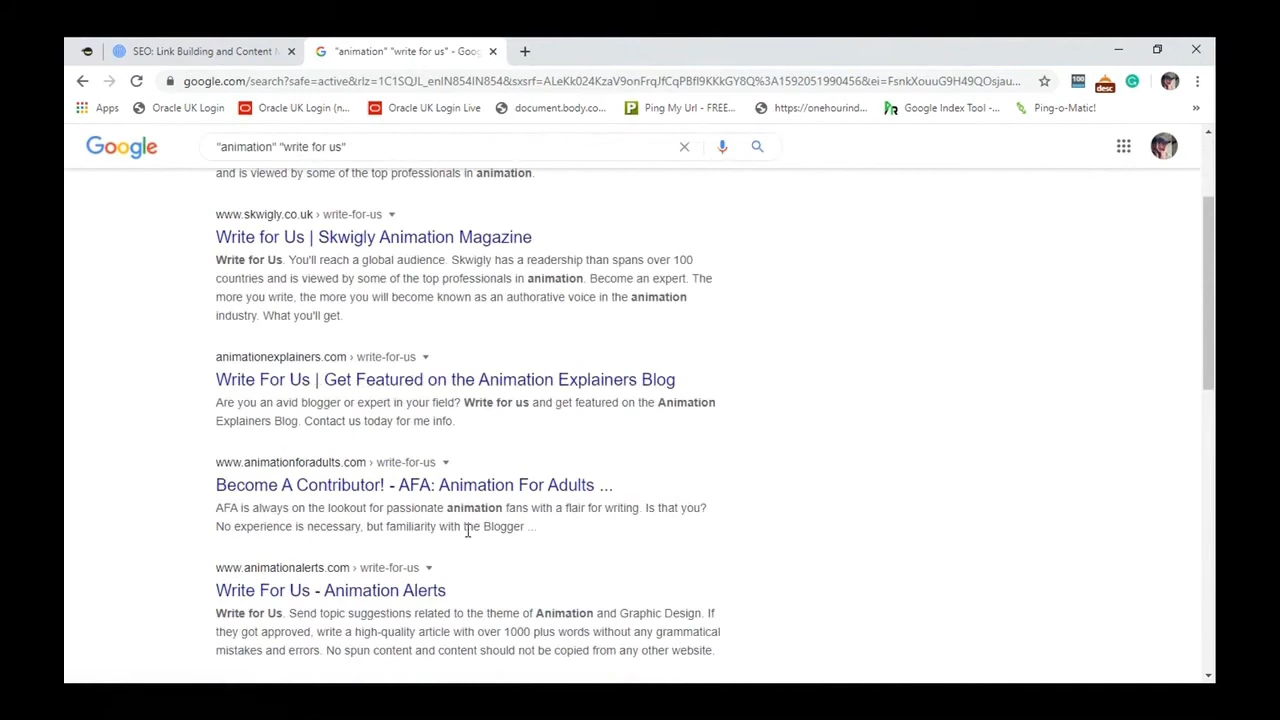 SEO: Link Building and Content M
"animation" "write for us" - Goog
google.com/search?safe=active&rlz=1C1SQJL_enIN854IN854&sxsrf=ALeKk024KzaV9onFrqJfCqPBfI9KKkGY8Q%3A1592051990456&ei=FsnkXouuG9H49QOsjau...
100
desc
Apps
Oracle UK Login
Oracle UK Login (n...
Oracle UK Login Live
document.body.co...
Ping My Url - FREE...
https://onehourind...
Google Index Tool -...
Ping-o-Matic!
»
Google
"animation" "write for us"
and is viewed by some of the top professionals in animation.
www.skwigly.co.uk › write-for-us
Write for Us | Skwigly Animation Magazine
Write for Us. You'll reach a global audience. Skwigly has a readership than spans over 100
countries and is viewed by some of the top professionals in animation. Become an expert. The
more you write, the more you will become known as an authorative voice in the animation
industry. What you'll get.
animationexplainers.com › write-for-us
Write For Us | Get Featured on the Animation Explainers Blog
Are you an avid blogger or expert in your field? Write for us and get featured on the Animation
Explainers Blog. Contact us today for me info.
www.animationforadults.com › write-for-us
Become A Contributor! - AFA: Animation For Adults ...
AFA is always on the lookout for passionate animation fans with a flair for writing. Is that you?
No experience is necessary, but familiarity with the Blogger ...
www.animationalerts.com › write-for-us
Write For Us - Animation Alerts
Write for Us. Send topic suggestions related to the theme of Animation and Graphic Design. If
they got approved, write a high-quality article with over 1000 plus words without any grammatical
mistakes and errors. No spun content and content should not be copied from any other website.